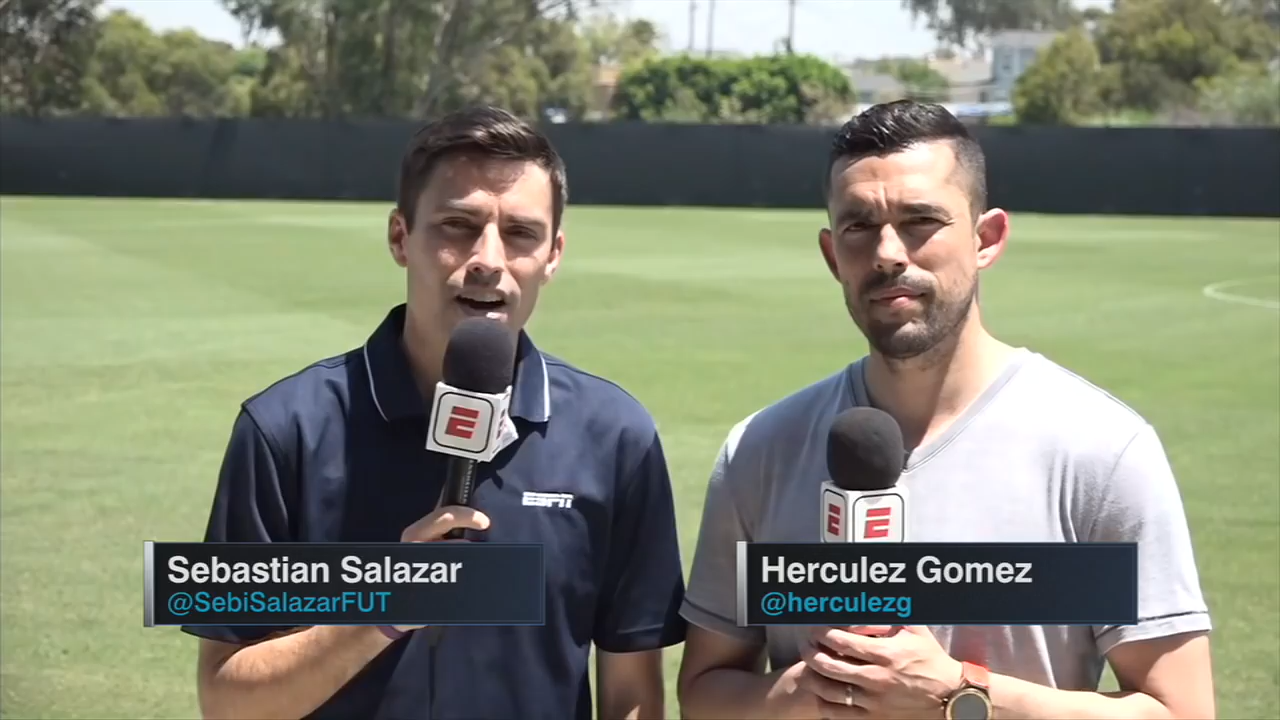 ESPN
Sebastian Salazar
@SebiSalazarFUT
Herculez Gomez
@herculezg